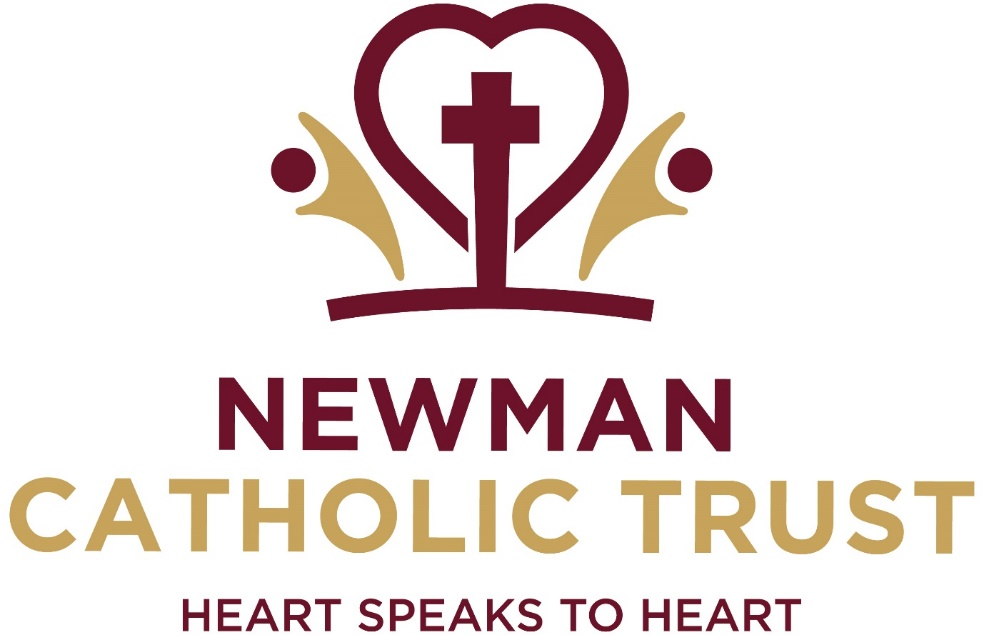 NEWMAN
CATHOLIC TRUST
HEART SPEAKS TO HEART